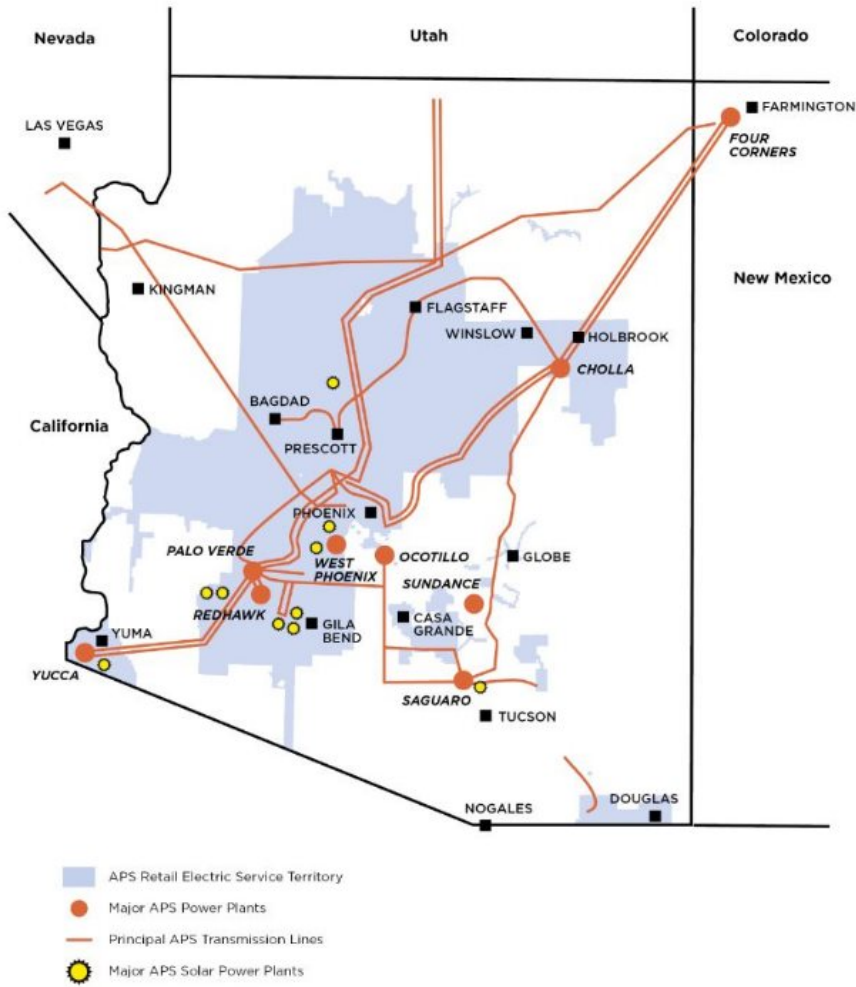 Nevada
Utah
Colorado
LAS VEGAS
FARMINGTON
FOUR
CORNERS
New Mexico
KINGMAN
FLAGSTAFF
WINSLOW
HOLBROOK
CHOLLA
BAGDAD
California
PRESCOTT
PHOENIX
PALO VERDE
WEST
PHOENIX
OCOTILLO
GLOBE
SUNDANCE
REDHAWK
GILA
BEND
CASA
GRANDE
YUMA
YUCCA
SAGUARO
TUCSON
NOGALES
DOUGLAS
APS Retail Electric Service Territory
Major APS Power Plants
Principal APS Transmission Lines
Major APS Solar Power Plants